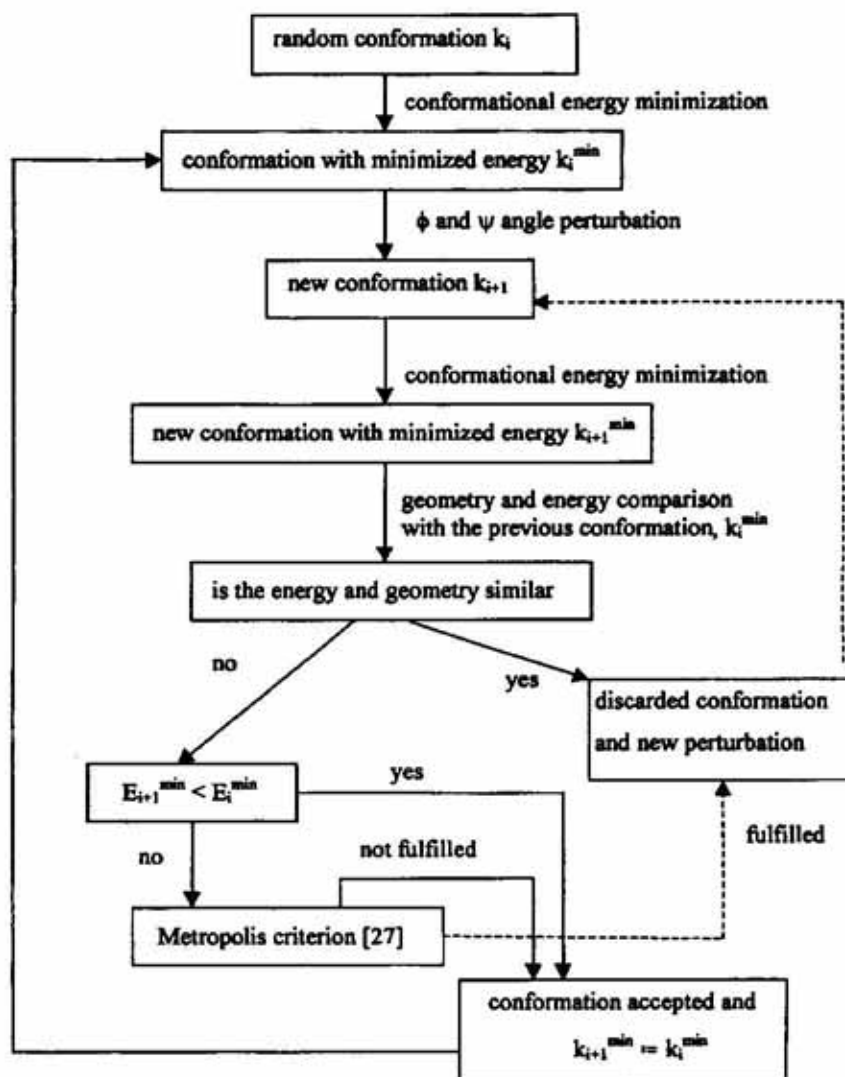 random conformation kᵢ
conformational energy minimization
conformation with minimized energy kᵢᵐⁱⁿ
ϕ and ψ angle perturbation
new conformation kᵢ₊₁
conformational energy minimization
new conformation with minimized energy kᵢ₊₁ᵐⁱⁿ
geometry and energy comparison
with the previous conformation, kᵢᵐⁱⁿ
is the energy and geometry similar
no
yes
discarded conformation
and new perturbation
Eᵢ₊₁ᵐⁱⁿ < Eᵢᵐⁱⁿ
yes
no
not fulfilled
fulfilled
Metropolis criterion [27]
conformation accepted and
kᵢ₊₁ᵐⁱⁿ = kᵢᵐⁱⁿ